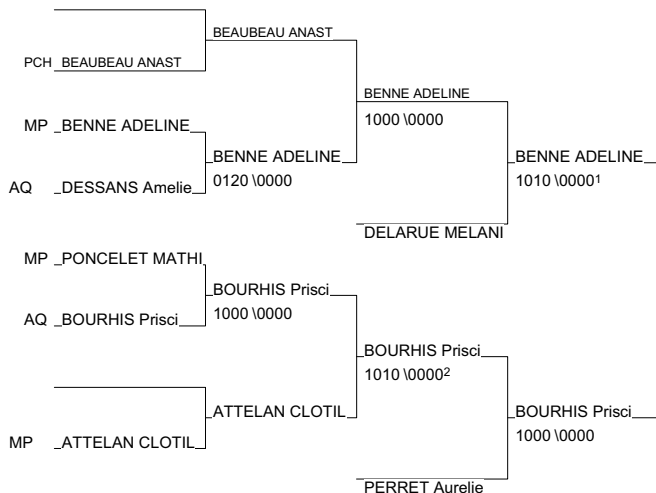 BEAUBEAU ANAST
PCH BEAUBEAU ANAST
BENNE ADELINE
1000 \0000
MP BENNE ADELINE
BENNE ADELINE
0120 \0000
BENNE ADELINE
1010 \0000¹
AQ DESSANS Amelie
DELARUE MELANI
MP PONCELET MATHI
BOURHIS Prisci
1000 \0000
AQ BOURHIS Prisci
BOURHIS Prisci
1010 \0000²
ATTELAN CLOTIL
BOURHIS Prisci
1000 \0000
MP ATTELAN CLOTIL
PERRET Aurelie